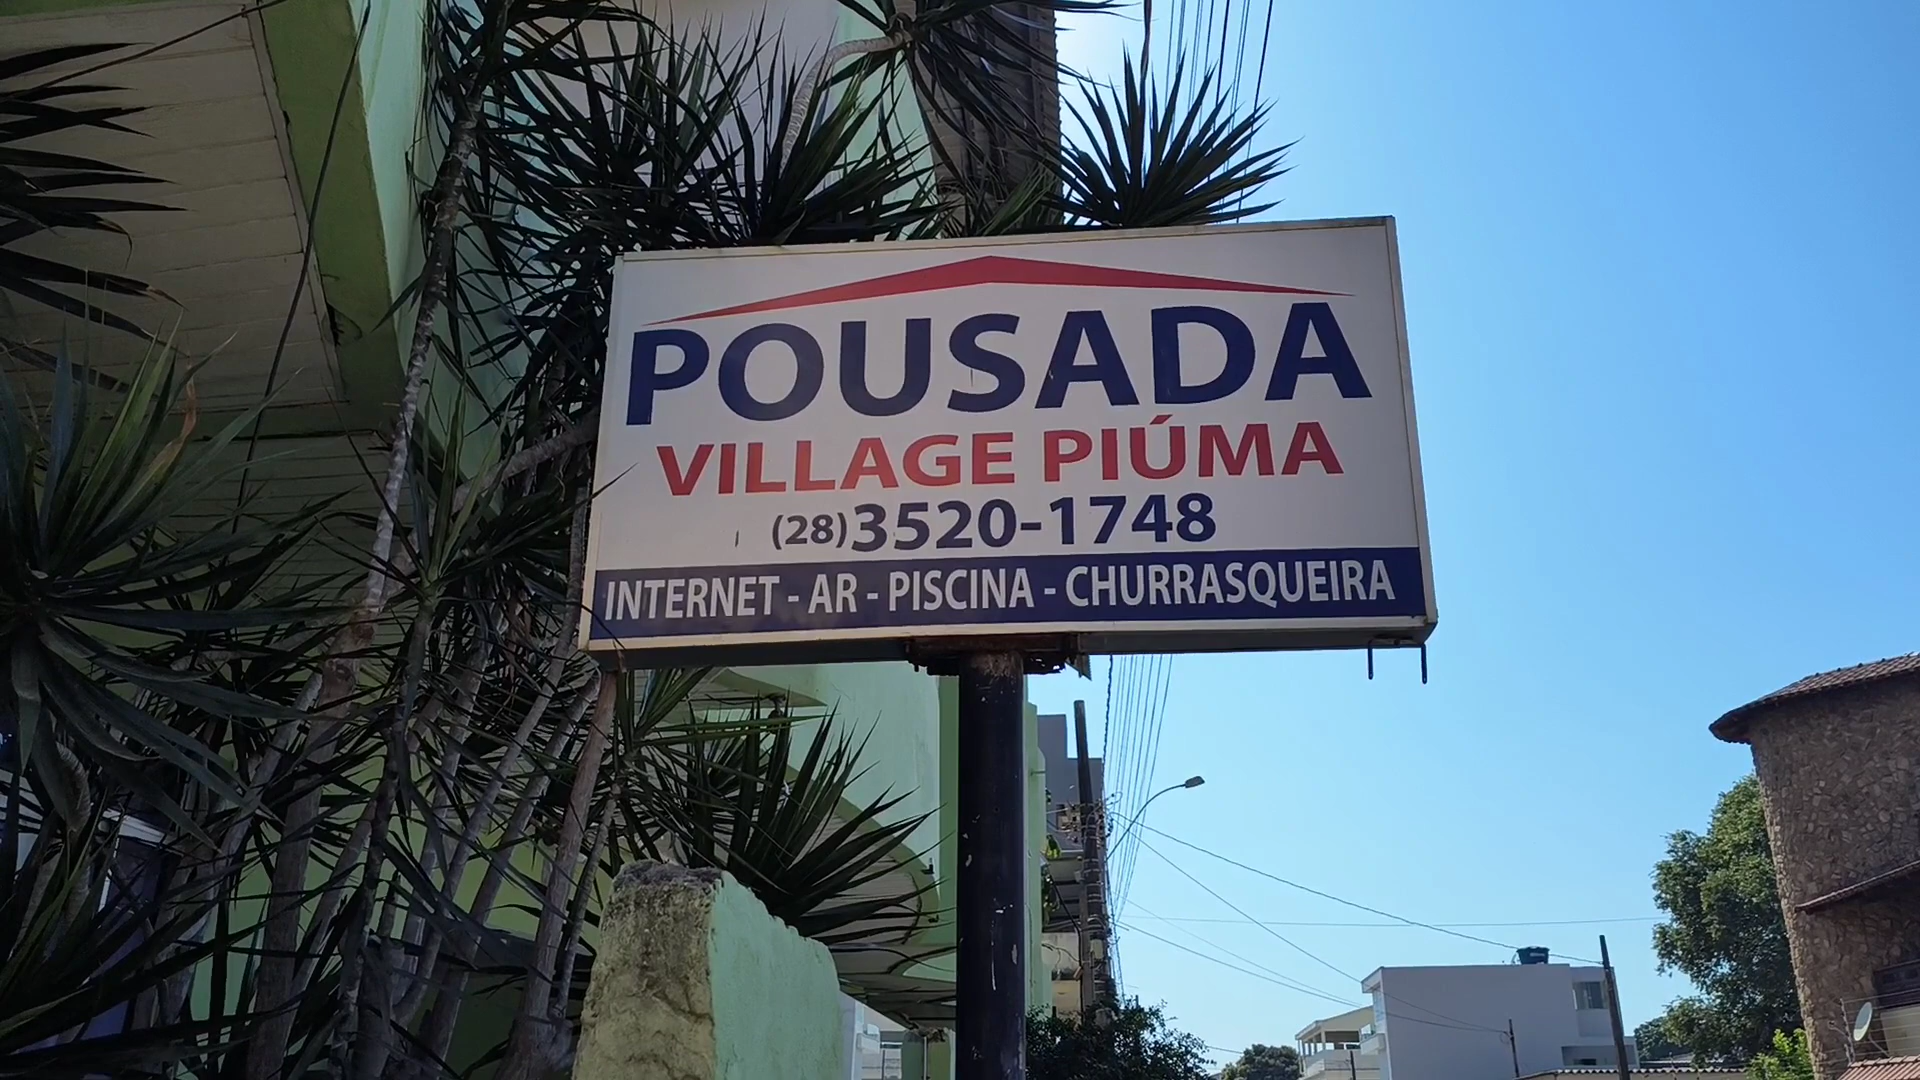 POUSADA
VILLAGE PIÚMA
(28)3520-1748
INTERNET - AR - PISCINA - CHURRASQUEIRA